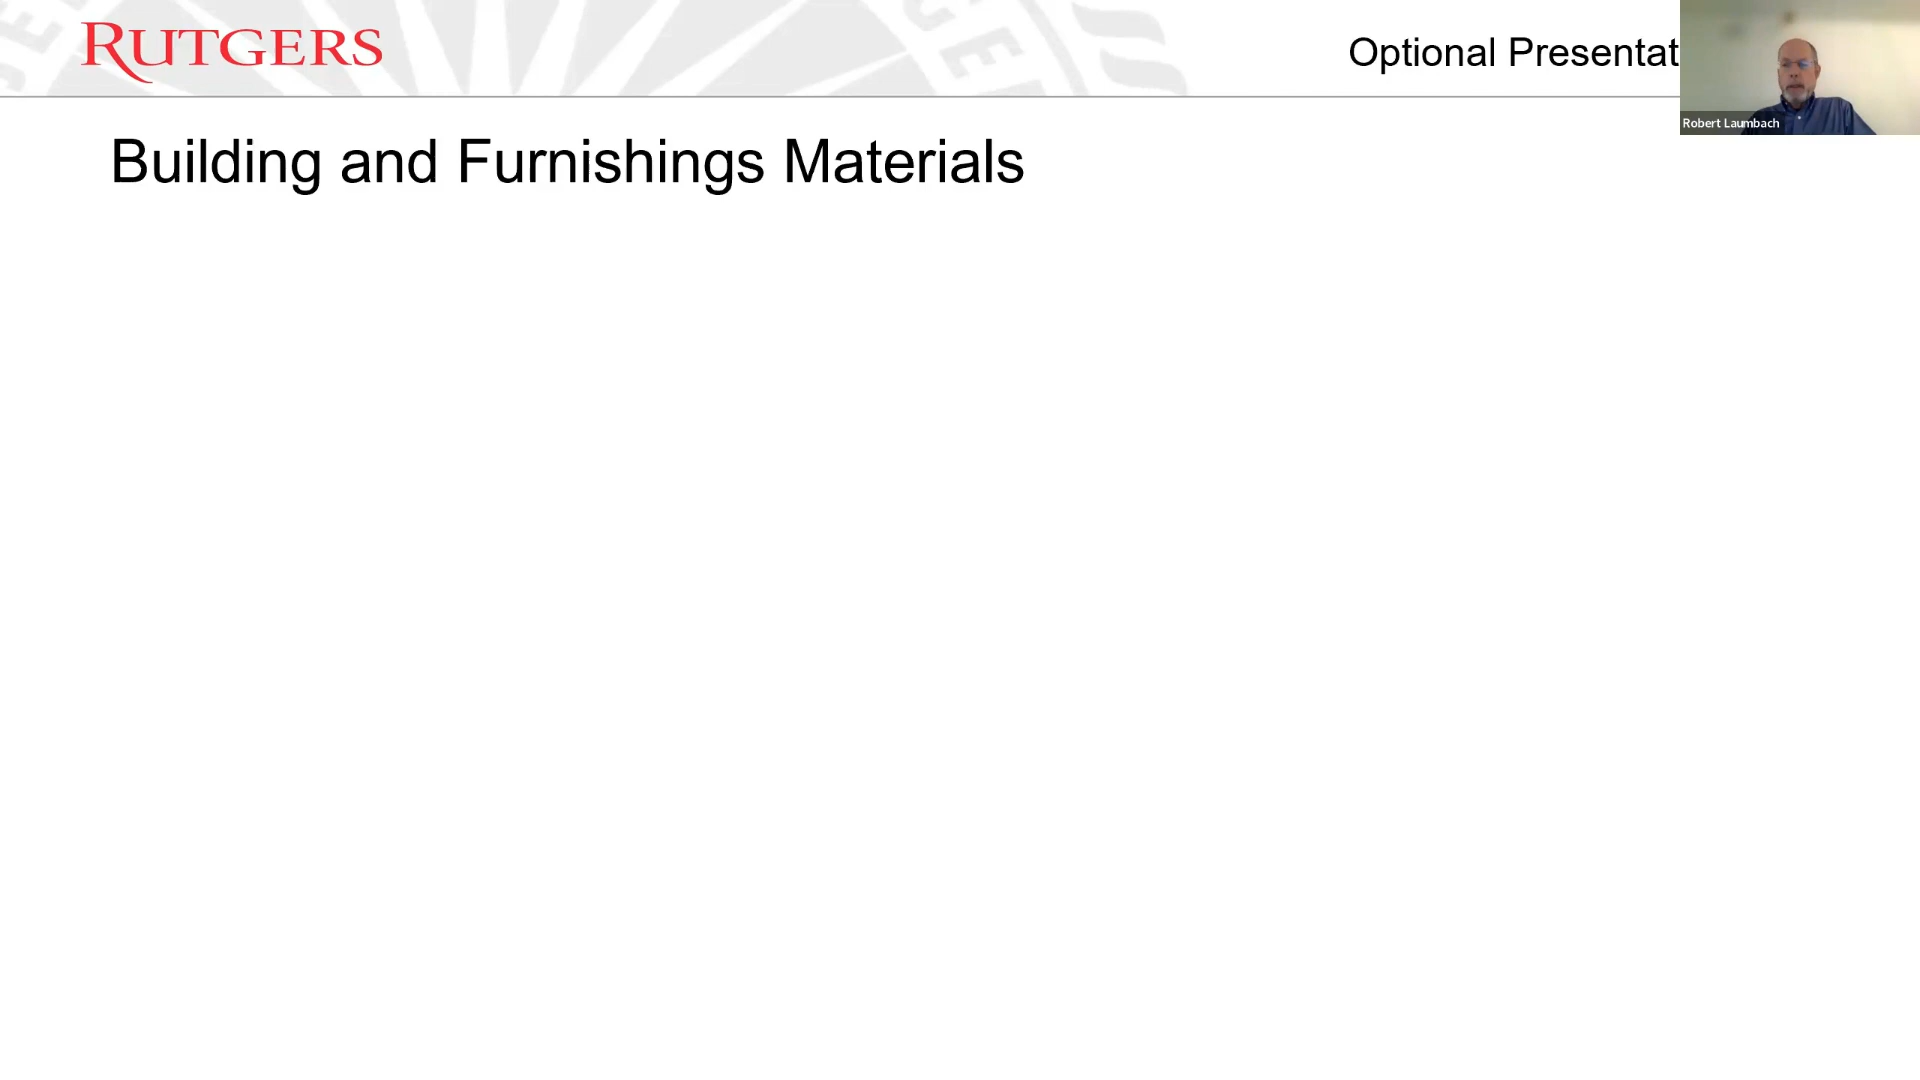 RUTGERS
Optional Presentat
Robert Laumbach
Building and Furnishings Materials